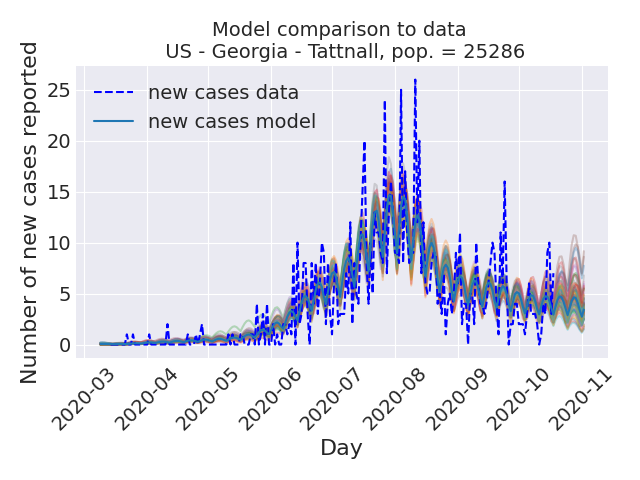 Model comparison to data
US - Georgia - Tattnall, pop. = 25286
Number of new cases reported
25
20
15
10
5
0
new cases data
new cases model
2020-03
2020-04
2020-05
2020-06
2020-07
2020-08
2020-09
2020-10
2020-11
Day